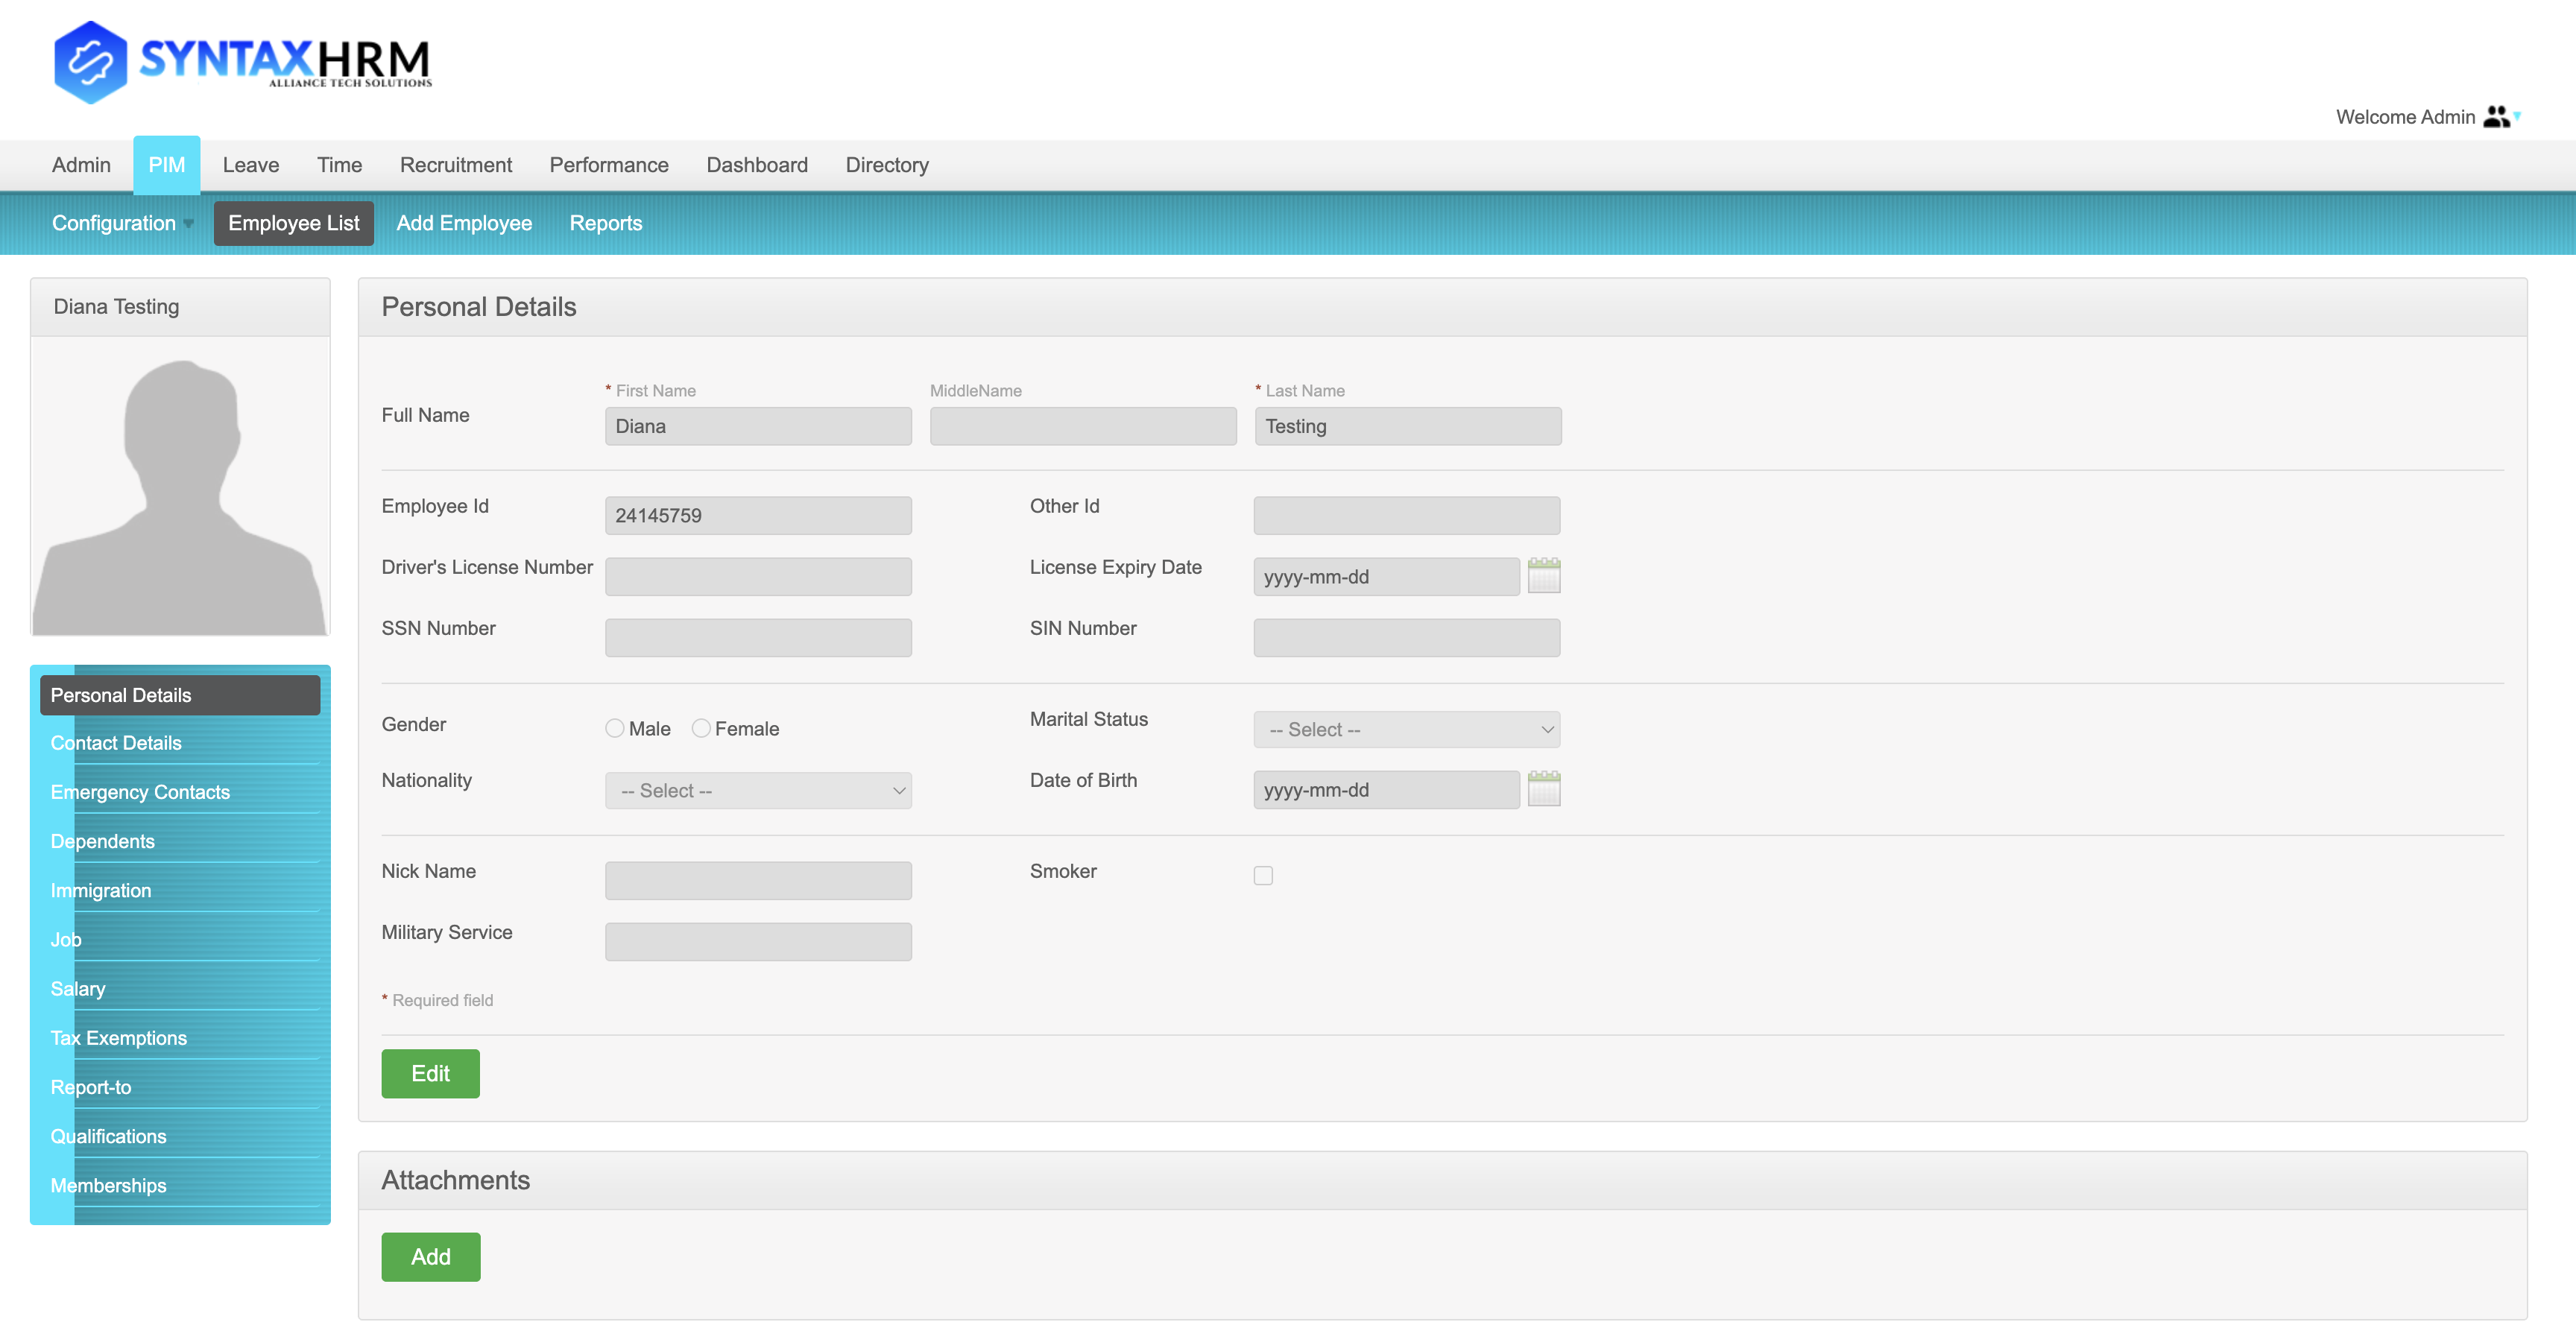 SYNTAXHRM
ALLIANCE TECH SOLUTIONS
Welcome Admin
Admin PIM Leave Time Recruitment Performance Dashboard Directory
Configuration Employee List Add Employee Reports
Diana Testing
Personal Details
Contact Details
Emergency Contacts
Dependents
Immigration
Job
Salary
Tax Exemptions
Report-to
Qualifications
Memberships
Personal Details
* First Name MiddleName * Last Name
Full Name Diana Testing
Employee Id 24145759 Other Id
Driver's License Number License Expiry Date yyyy-mm-dd
SSN Number SIN Number
Gender Male Female Marital Status -- Select --
Nationality -- Select -- Date of Birth yyyy-mm-dd
Nick Name Smoker
Military Service
* Required field
Edit
Attachments
Add